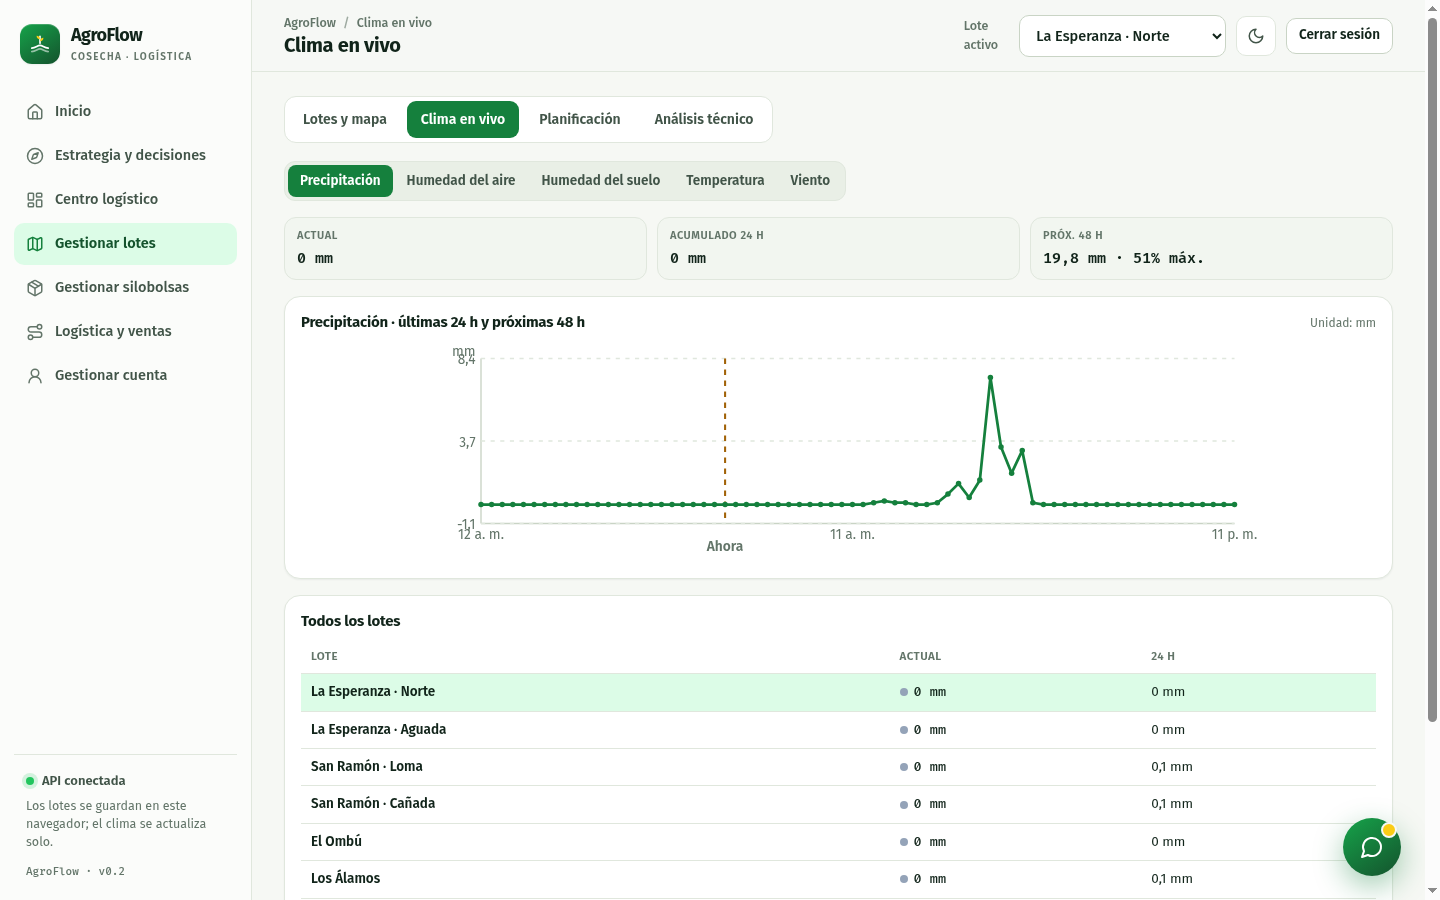 AgroFlow
COSECHA · LOGÍSTICA
Inicio
Estrategia y decisiones
Centro logístico
Gestionar lotes
Gestionar silobolsas
Logística y ventas
Gestionar cuenta
API conectada
Los lotes se guardan en este
navegador; el clima se actualiza
solo.
AgroFlow · v0.2
AgroFlow / Clima en vivo
Clima en vivo
Lote
activo
La Esperanza · Norte
Cerrar sesión
Lotes y mapa
Clima en vivo
Planificación
Análisis técnico
Precipitación
Humedad del aire
Humedad del suelo
Temperatura
Viento
ACTUAL
0 mm
ACUMULADO 24 H
0 mm
PRÓX. 48 H
19,8 mm · 51% máx.
Precipitación · últimas 24 h y próximas 48 h
Unidad: mm
mm
8,4
3,7
-1,1
12 a. m.
11 a. m.
11 p. m.
Ahora
Todos los lotes
LOTE ACTUAL 24 H
La Esperanza · Norte 0 mm 0 mm
La Esperanza · Aguada 0 mm 0 mm
San Ramón · Loma 0 mm 0,1 mm
San Ramón · Cañada 0 mm 0,1 mm
El Ombú 0 mm 0 mm
Los Álamos 0 mm 0,1 mm